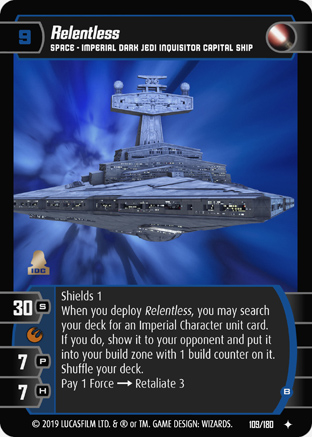 9
Relentless
SPACE - IMPERIAL DARK JEDI INQUISITOR CAPITAL SHIP
IDC
30 S
7 P
7 H
Shields 1
When you deploy Relentless, you may search
your deck for an Imperial Character unit card.
If you do, show it to your opponent and put it
into your build zone with 1 build counter on it.
Shuffle your deck.
Pay 1 Force → Retaliate 3
B
© 2019 LUCASFILM LTD. & ® or TM. GAME DESIGN: WIZARDS.
109/180